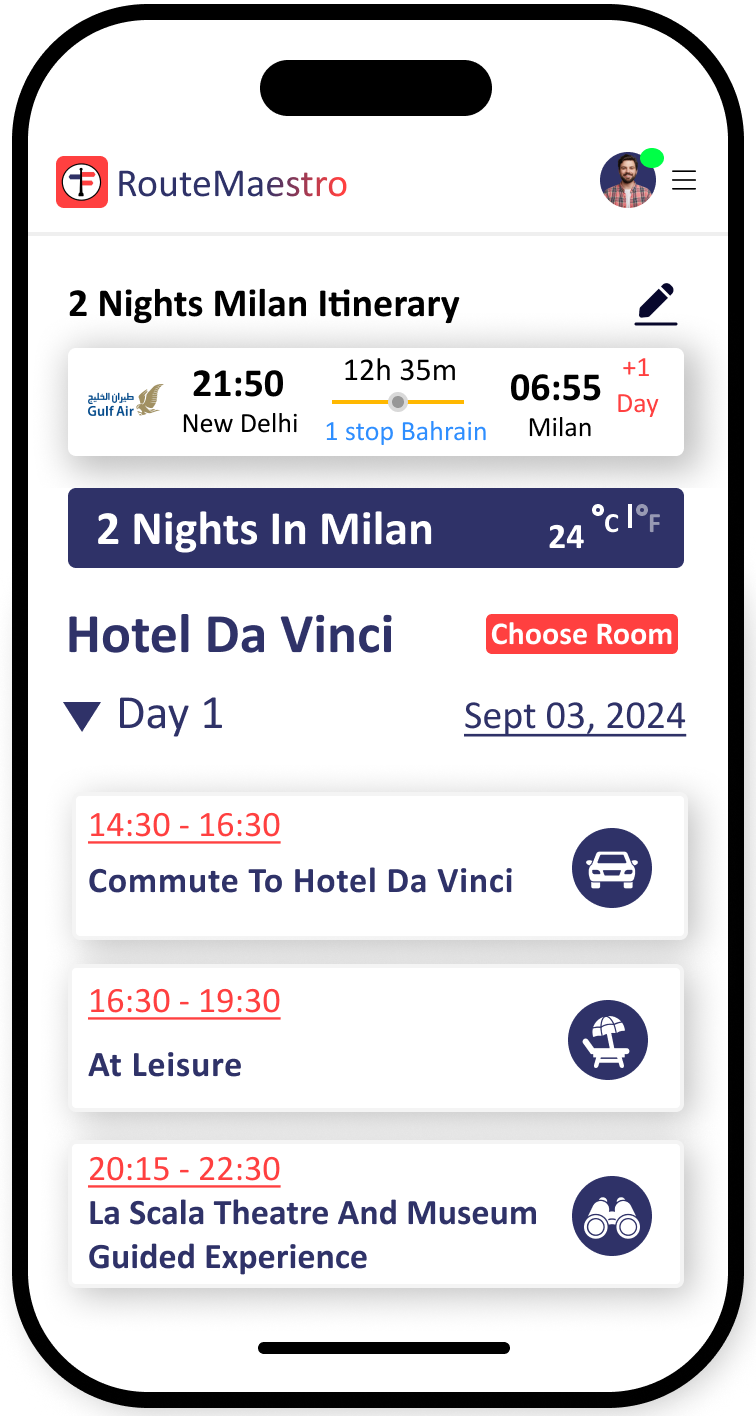 RouteMaestro
2 Nights Milan Itinerary
طيران الخليج
Gulf Air
21:50
New Delhi
12h 35m
1 stop Bahrain
06:55
Milan
+1
Day
2 Nights In Milan
24 °C |°F
Hotel Da Vinci
Choose Room
Day 1
Sept 03, 2024
14:30 - 16:30
Commute To Hotel Da Vinci
16:30 - 19:30
At Leisure
20:15 - 22:30
La Scala Theatre And Museum
Guided Experience